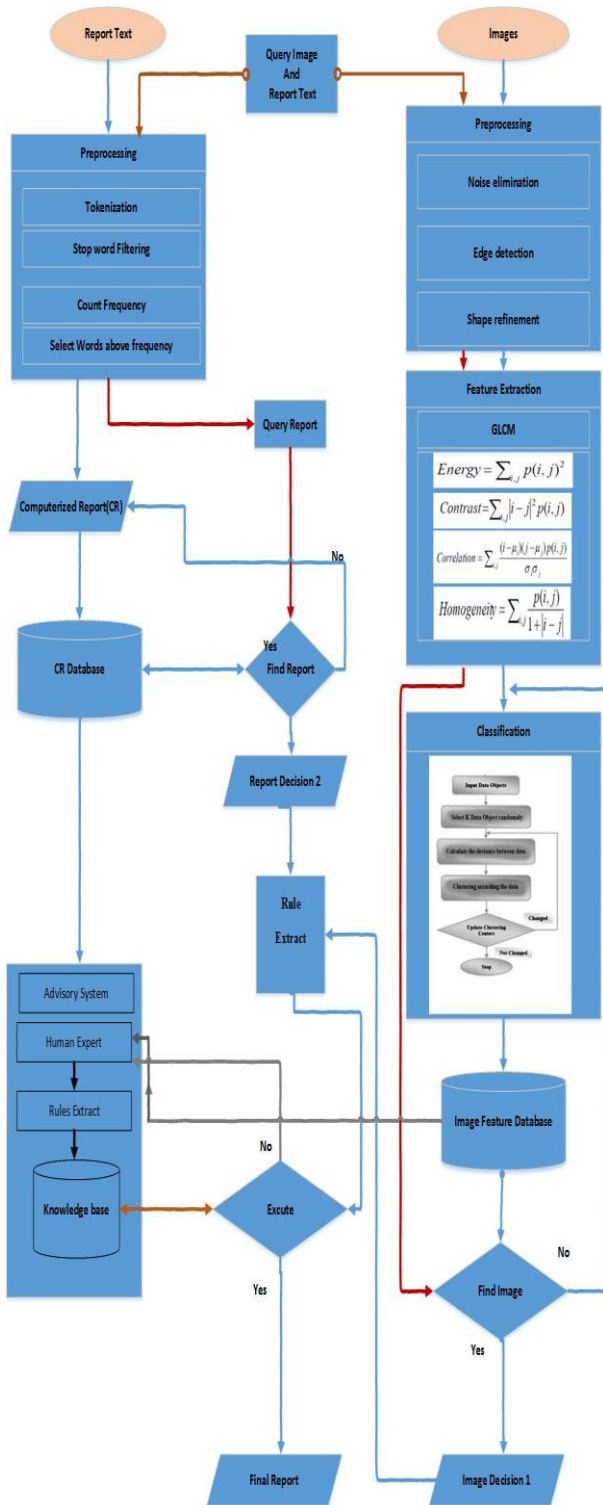 Report Text
Query Image
And
Report Text
Images
Preprocessing
Tokenization
Stop word Filtering
Count Frequency
Select Words above frequency
Preprocessing
Noise elimination
Edge detection
Shape refinement
Query Report
Feature Extraction
GLCM
Energy = ∑_{i,j} p(i, j)^2
Contrast = ∑_{i,j} |i − j|^2 p(i, j)
Correlation = ∑_{i,j} (i−μ_i)(j−μ_j)p(i,j) / σ_i σ_j
Homogeneity = ∑_{i,j} p(i, j) / 1+|i − j|
Computerized Report(CR)
No
Yes
Find Report
CR Database
Report Decision 2
Classification
Input Data Objects
Select K Data Object randomly
Calculate the distance between data
Clustering according the data
Changed
Update Clustering
Centers
Not Changed
Stop
Rule
Extract
Advisory System
Human Expert
Rules Extract
Knowledge base
No
Excute
Yes
Image Feature Database
Find Image
No
Yes
Final Report
Image Decision 1